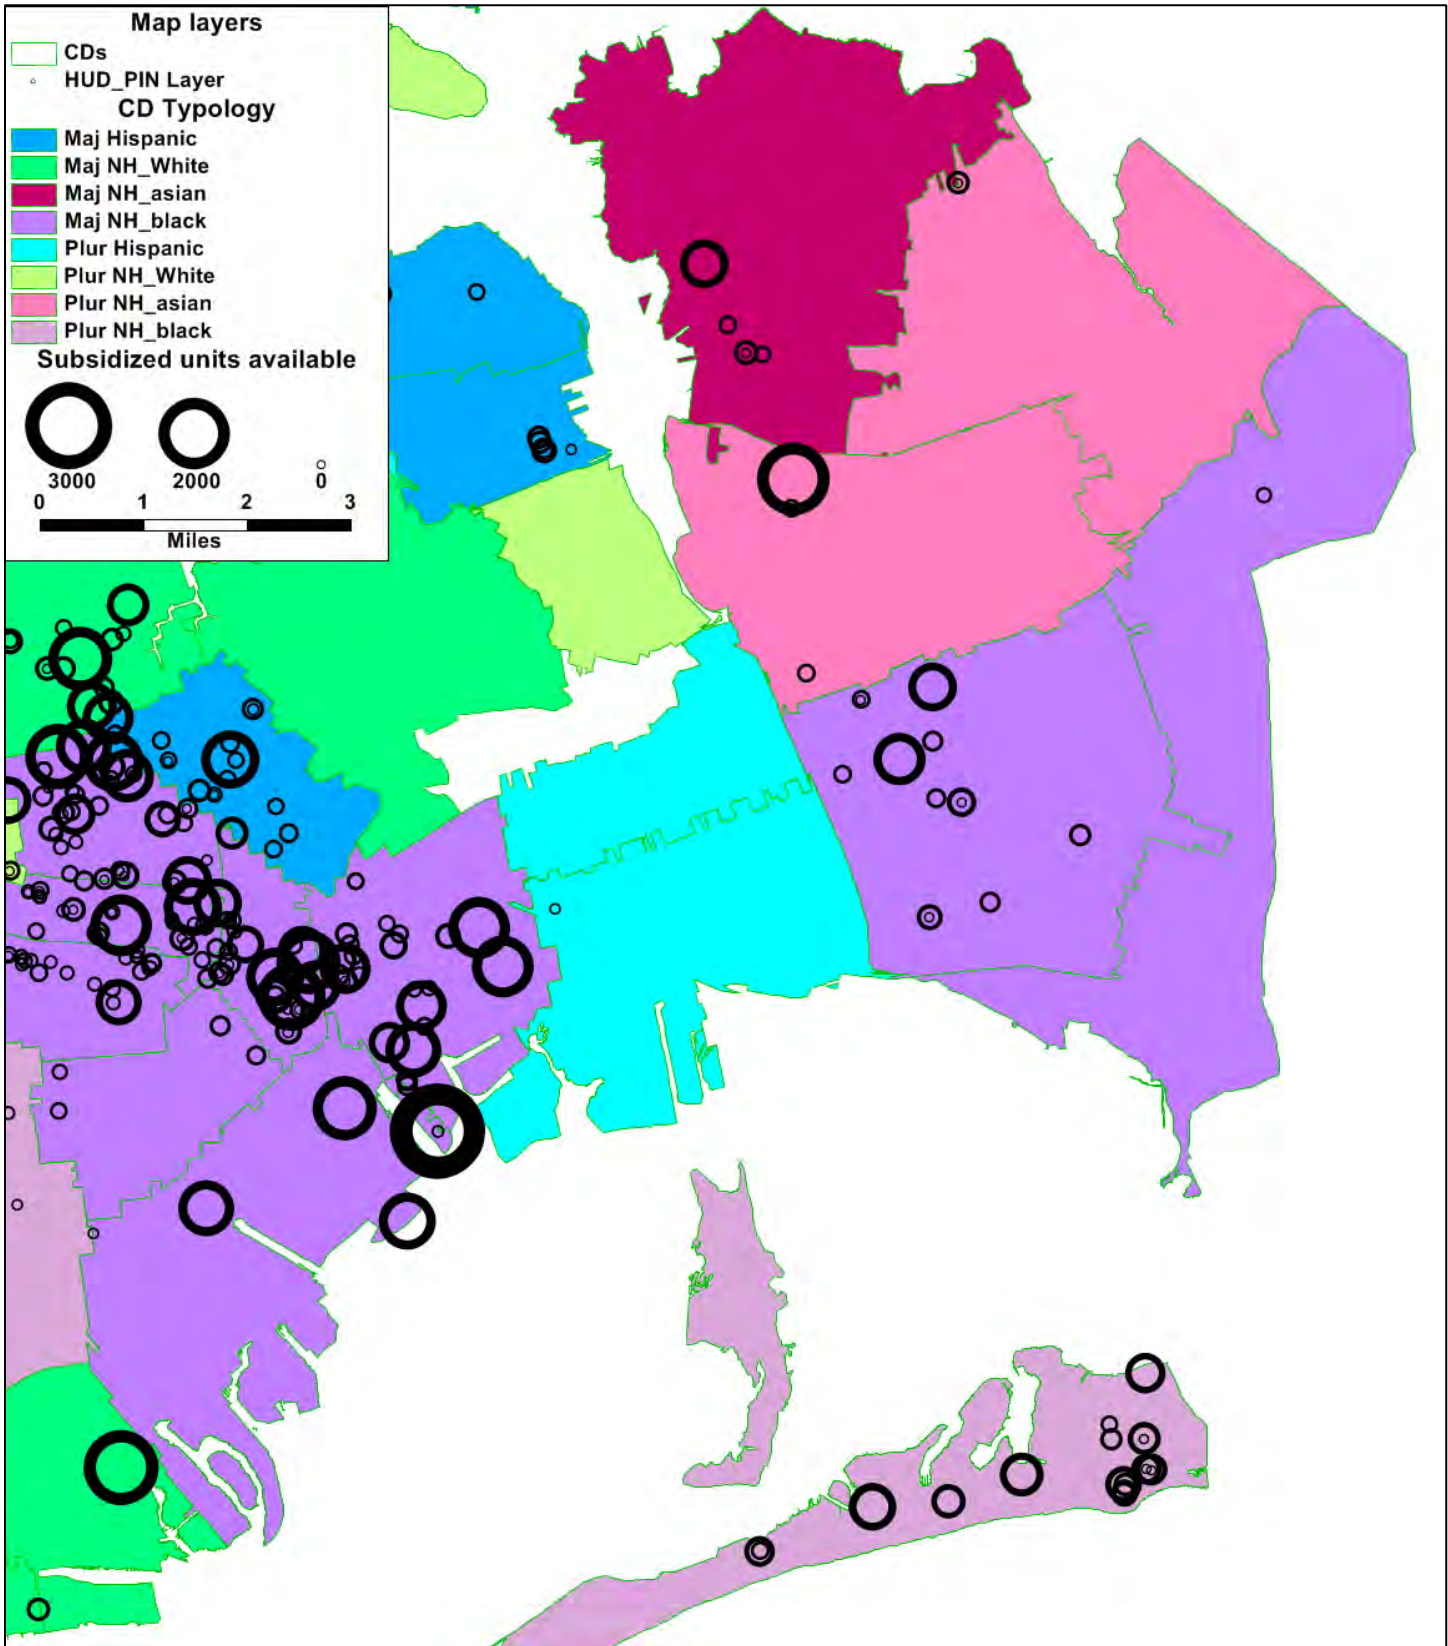 Map layers
CDs
HUD_PIN Layer
CD Typology
Maj Hispanic
Maj NH_White
Maj NH_asian
Maj NH_black
Plur Hispanic
Plur NH_White
Plur NH_asian
Plur NH_black
Subsidized units available
3000 2000 0
0 1 2 3
Miles